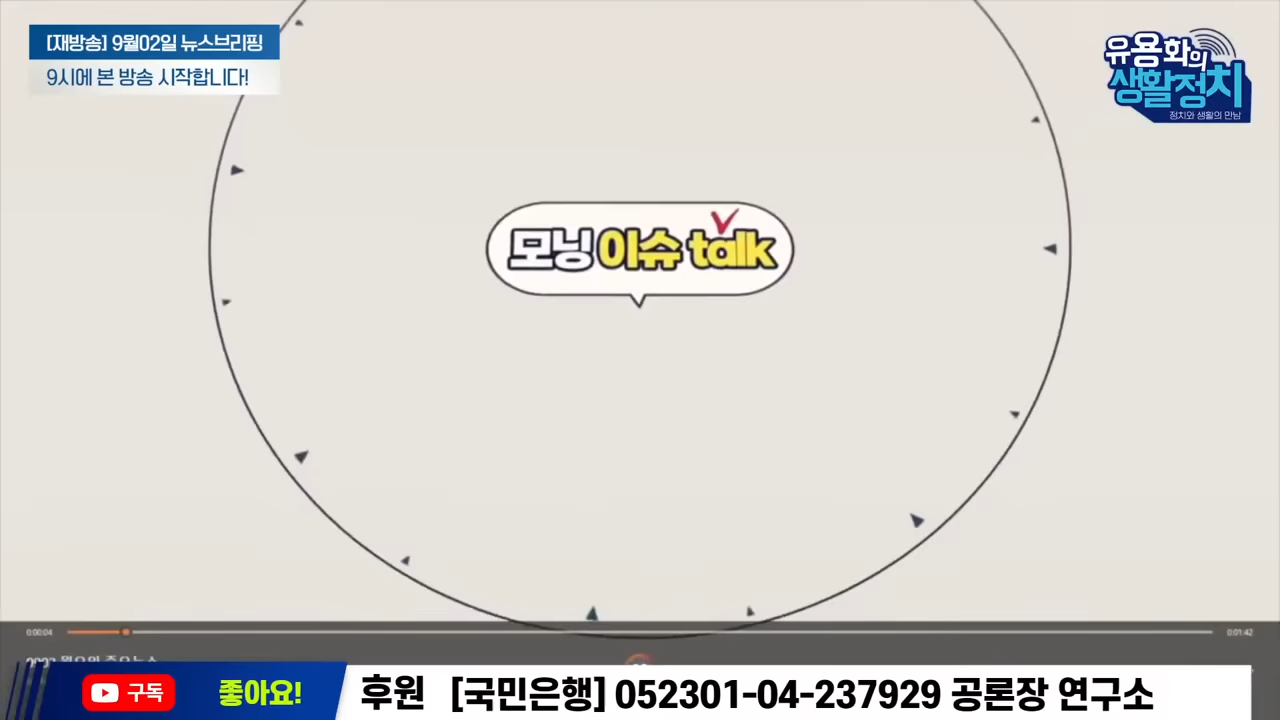 [재방송] 9월02일 뉴스브리핑
9시에 본 방송 시작합니다!
유용화의
생활정치
정치와 생활의 만남
모닝 이슈 talk
0:00:04
0:01:42
구독
좋아요!
후원 [국민은행] 052301-04-237929 공론장 연구소